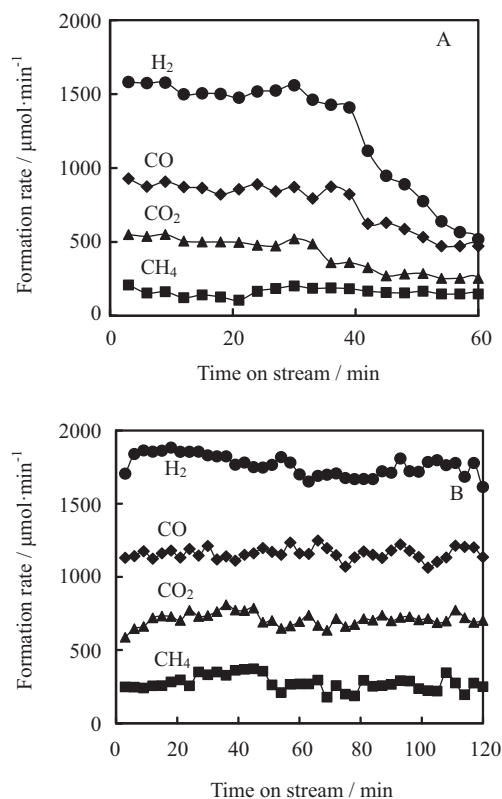 2000
A
H₂
1500
Formation rate / μmol·min⁻¹
1000
CO
CO₂
500
CH₄
0
0 20 40 60
Time on stream / min
2000
H₂
B
1500
Formation rate / μmol·min⁻¹
CO
1000
CO₂
500
CH₄
0
0 20 40 60 80 100 120
Time on stream / min